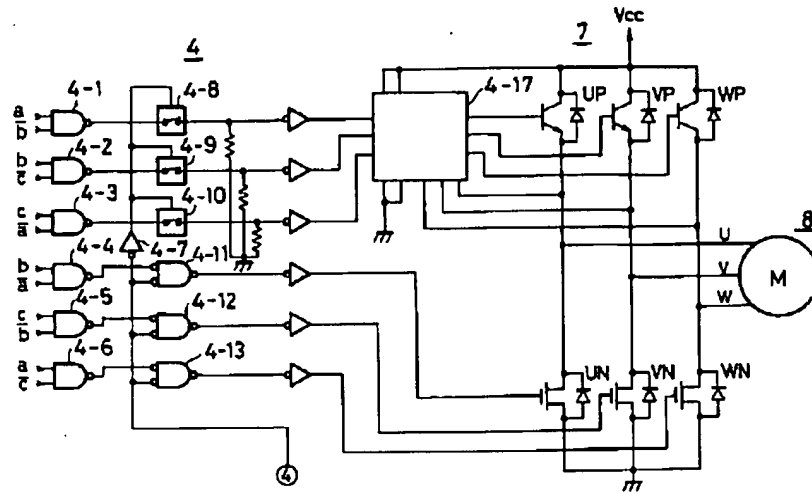 4
7
Vcc
4-1
4-8
4-17
UP
VP
WP
a
b̅
4-2
4-9
b
c̅
4-3
4-10
c
a̅
4-4
4-7
4-11
U
8
b
a̅
V
M
4-5
4-12
W
c
b̅
4-6
4-13
UN
VN
WN
a
c̅
4